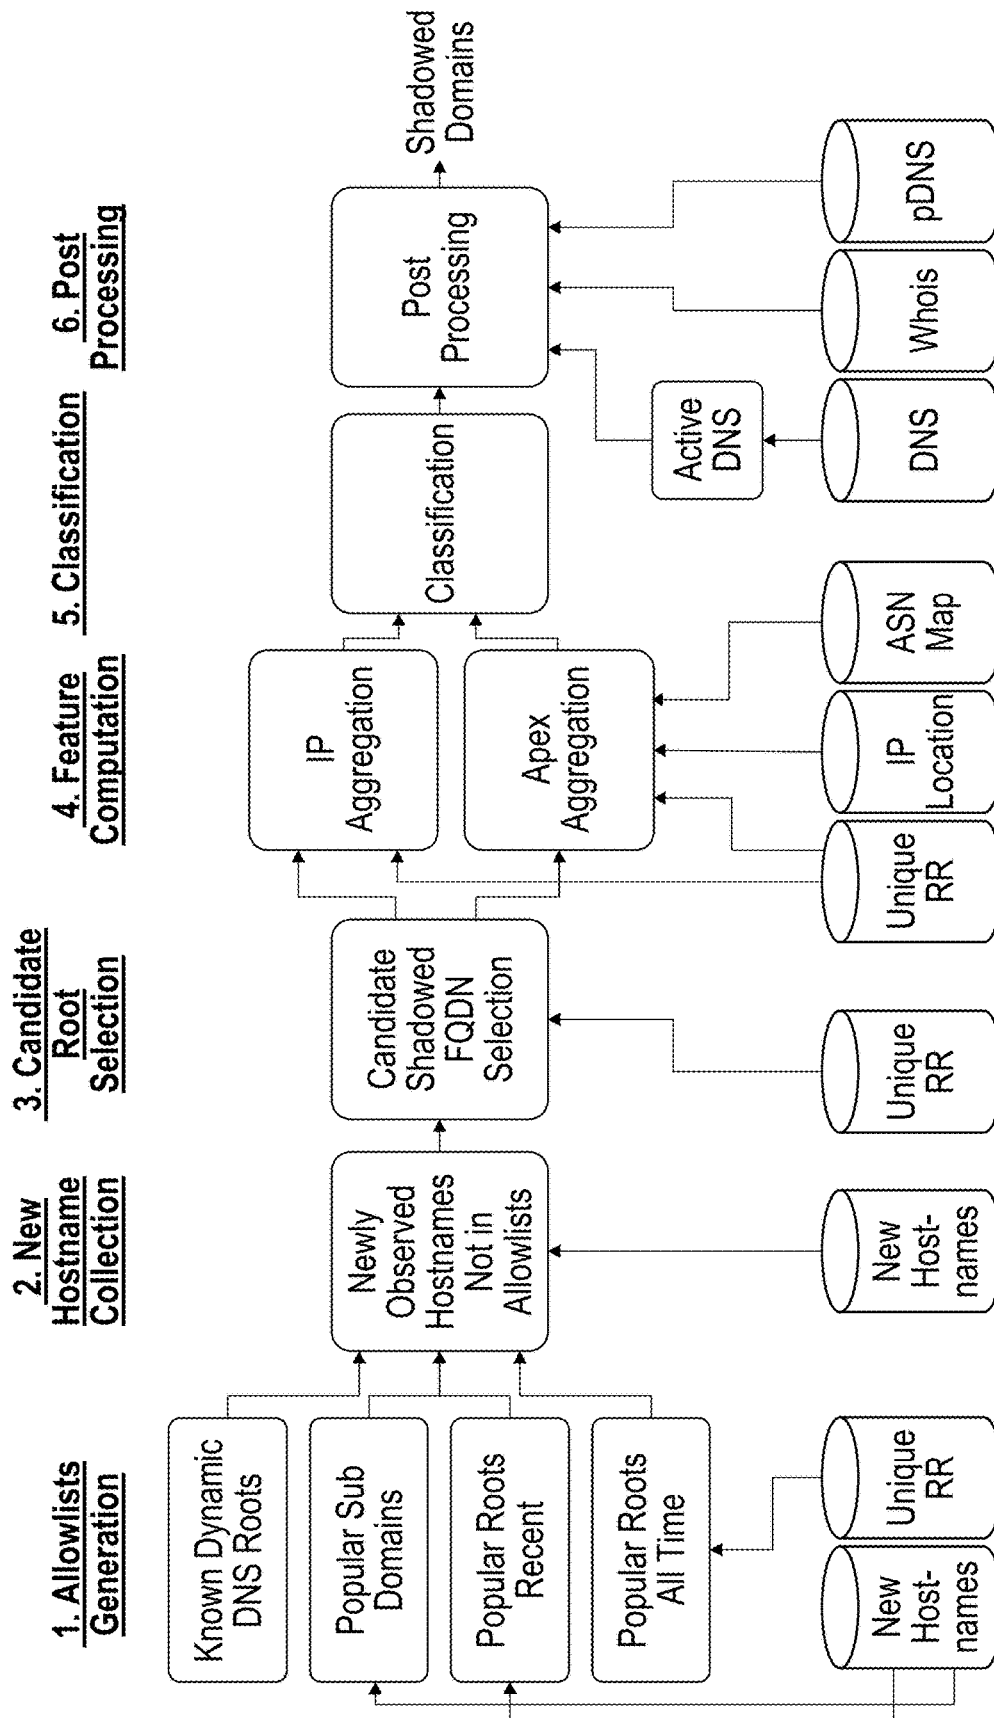 1. Allowlists
Generation
2. New
Hostname
Collection
3. Candidate
Root
Selection
4. Feature
Computation
5. Classification
6. Post
Processing
Known Dynamic
DNS Roots
Popular Sub
Domains
Popular Roots
Recent
Popular Roots
All Time
Newly
Observed
Hostnames
Not in
Allowlists
Candidate
Shadowed
FQDN
Selection
IP
Aggregation
Apex
Aggregation
Classification
Post
Processing
Shadowed
Domains
Active
DNS
New
Host-
names
Unique
RR
New
Host-
names
Unique
RR
Unique
RR
IP
Location
ASN
Map
DNS
Whois
pDNS